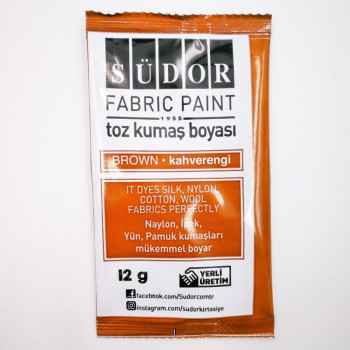 SÜDOR
FABRIC PAINT
1955
toz kumaş boyası
BROWN • kahverengi
IT DYES SILK, NYLON,
COTTON, WOOL
FABRICS PERFECTLY
Naylon, İpek,
Yün, Pamuk kumaşları
mükemmel boyar
12 g
YERLİ
ÜRETİM
facebook.com/Sudorcomtr
instagram.com/sudorkirtasiye